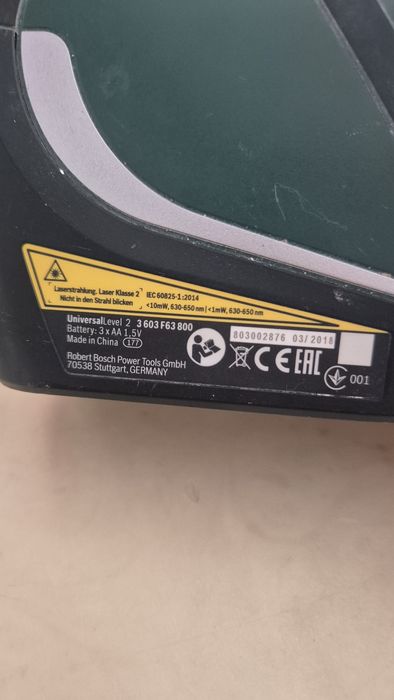 Laserstrahlung. Laser Klasse 2
Nicht in den Strahl blicken
IEC 60825-1:2014
<10mW, 630-650 nm | <1mW, 630-650 nm
UniversalLevel 2 3 603 F63 800
Battery: 3 x AA 1.5V
Made in China 177
Robert Bosch Power Tools GmbH
70538 Stuttgart, GERMANY
803002876 03/2018
CE EAC
001